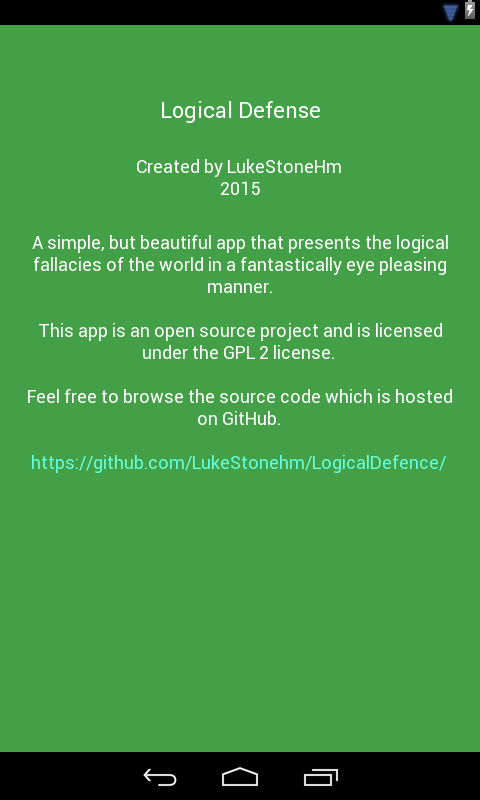 Logical Defense
Created by LukeStoneHm
2015
A simple, but beautiful app that presents the logical
fallacies of the world in a fantastically eye pleasing
manner.
This app is an open source project and is licensed
under the GPL 2 license.
Feel free to browse the source code which is hosted
on GitHub.
https://github.com/LukeStonehm/LogicalDefence/